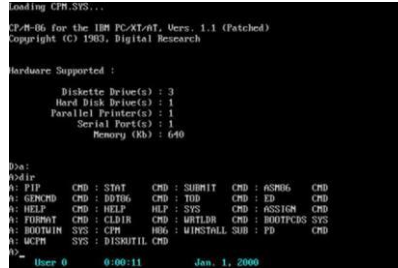 Loading CPM.SYS...
CP/M-86 for the IBM PC/XT/AT, Vers. 1.1 (Patched)
Copyright (C) 1983, Digital Research
Hardware Supported :
Diskette Drive(s) : 3
Hard Disk Drive(s) : 1
Parallel Printer(s) : 1
Serial Port(s) : 1
Memory (Kb) : 640
D>a:
A>dir
A: PIP CMD : STAT CMD : SUBMIT CMD : ASM86 CMD
A: GENCMD CMD : DDT86 CMD : TOD CMD : ED CMD
A: HELP CMD : HELP HLP : SYS CMD : ASSIGN CMD
A: FORMAT CMD : CLDIR CMD : WRTLDR CMD : BOOTPCDS SYS
A: BOOTWIN SYS : CPM H86 : WINSTALL SUB : PD CMD
A: WCPM SYS : DISKUTIL CMD
A>_
User 0 0:00:11 Jan. 1, 2000